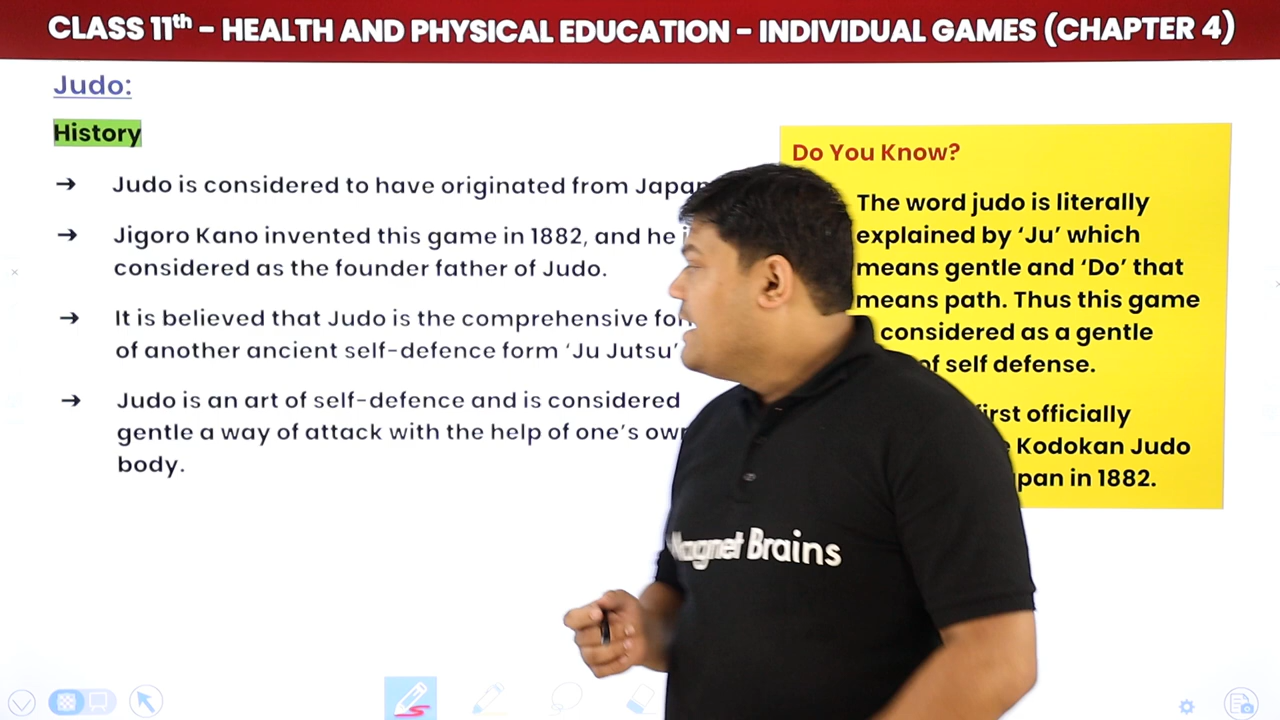 CLASS 11th - HEALTH AND PHYSICAL EDUCATION - INDIVIDUAL GAMES (CHAPTER 4)
Judo:
History
→ Judo is considered to have originated from Japan
→ Jigoro Kano invented this game in 1882, and he
considered as the founder father of Judo.
→ It is believed that Judo is the comprehensive
of another ancient self-defence form ‘Ju Jutsu’
→ Judo is an art of self-defence and is considered
gentle a way of attack with the help of one’s own
body.
Do You Know?
The word judo is literally
explained by ‘Ju’ which
means gentle and ‘Do’ that
means path. Thus this game
considered as a gentle
of self defense.
first officially
Kodokan Judo
in 1882.
Magnet Brains